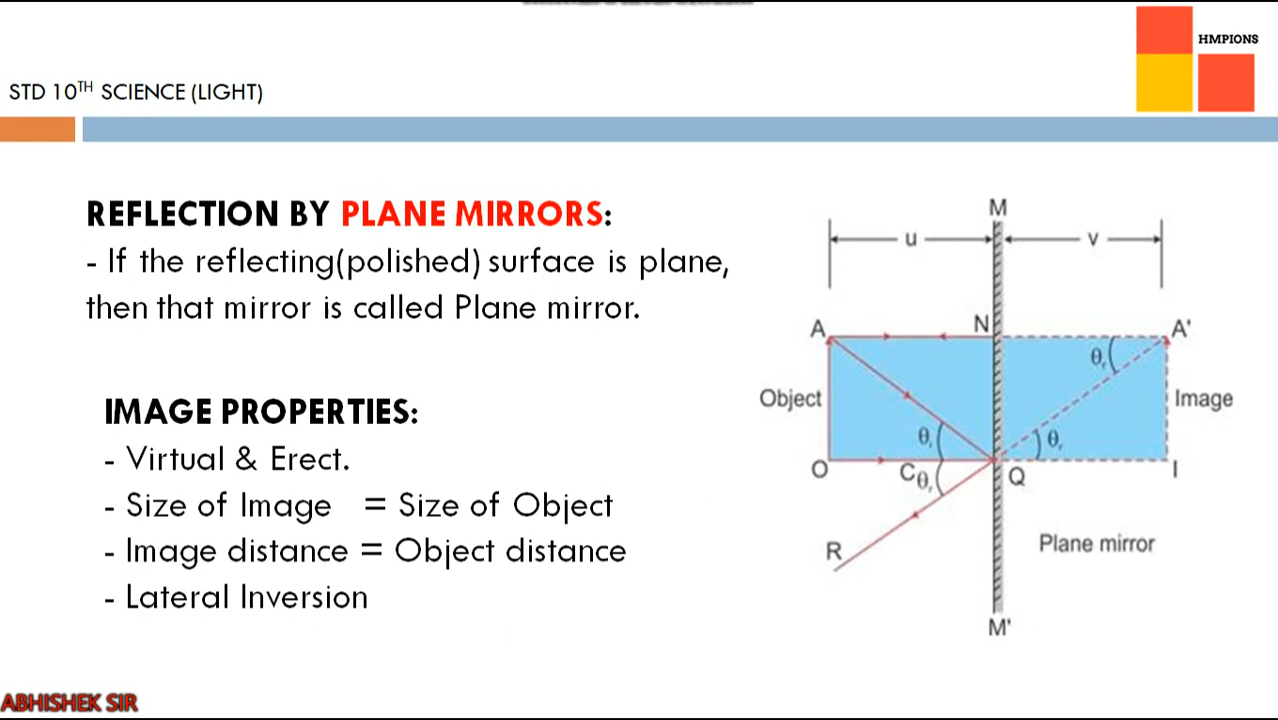 HMPIONS
STD 10TH SCIENCE (LIGHT)
REFLECTION BY PLANE MIRRORS:
- If the reflecting(polished) surface is plane,
then that mirror is called Plane mirror.
IMAGE PROPERTIES:
- Virtual & Erect.
- Size of Image = Size of Object
- Image distance = Object distance
- Lateral Inversion
M
u v
A N A'
θr
Object Image
θi θr
O C Q I
θr
R Plane mirror
M'
ABHISHEK SIR